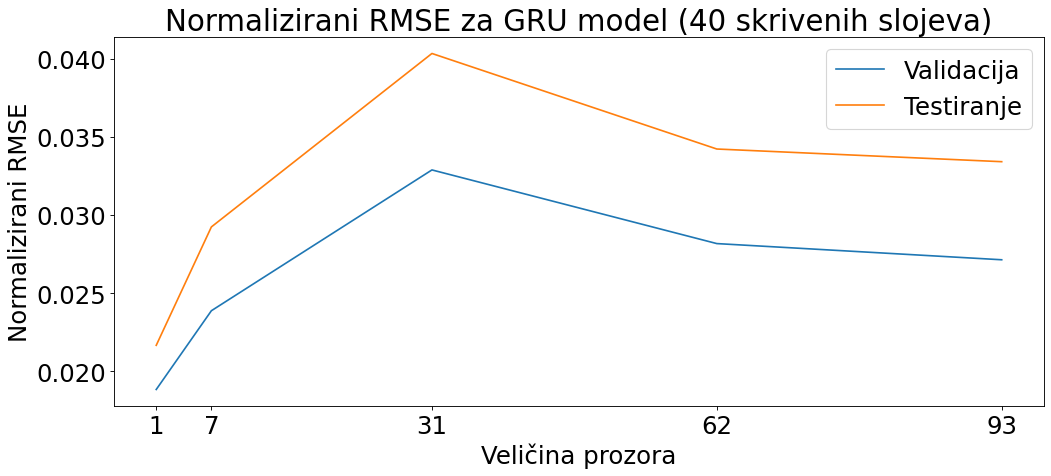 Normalizirani RMSE za GRU model (40 skrivenih slojeva)
Validacija
Testiranje
Normalizirani RMSE
0.040
0.035
0.030
0.025
0.020
1 7 31 62 93
Veličina prozora